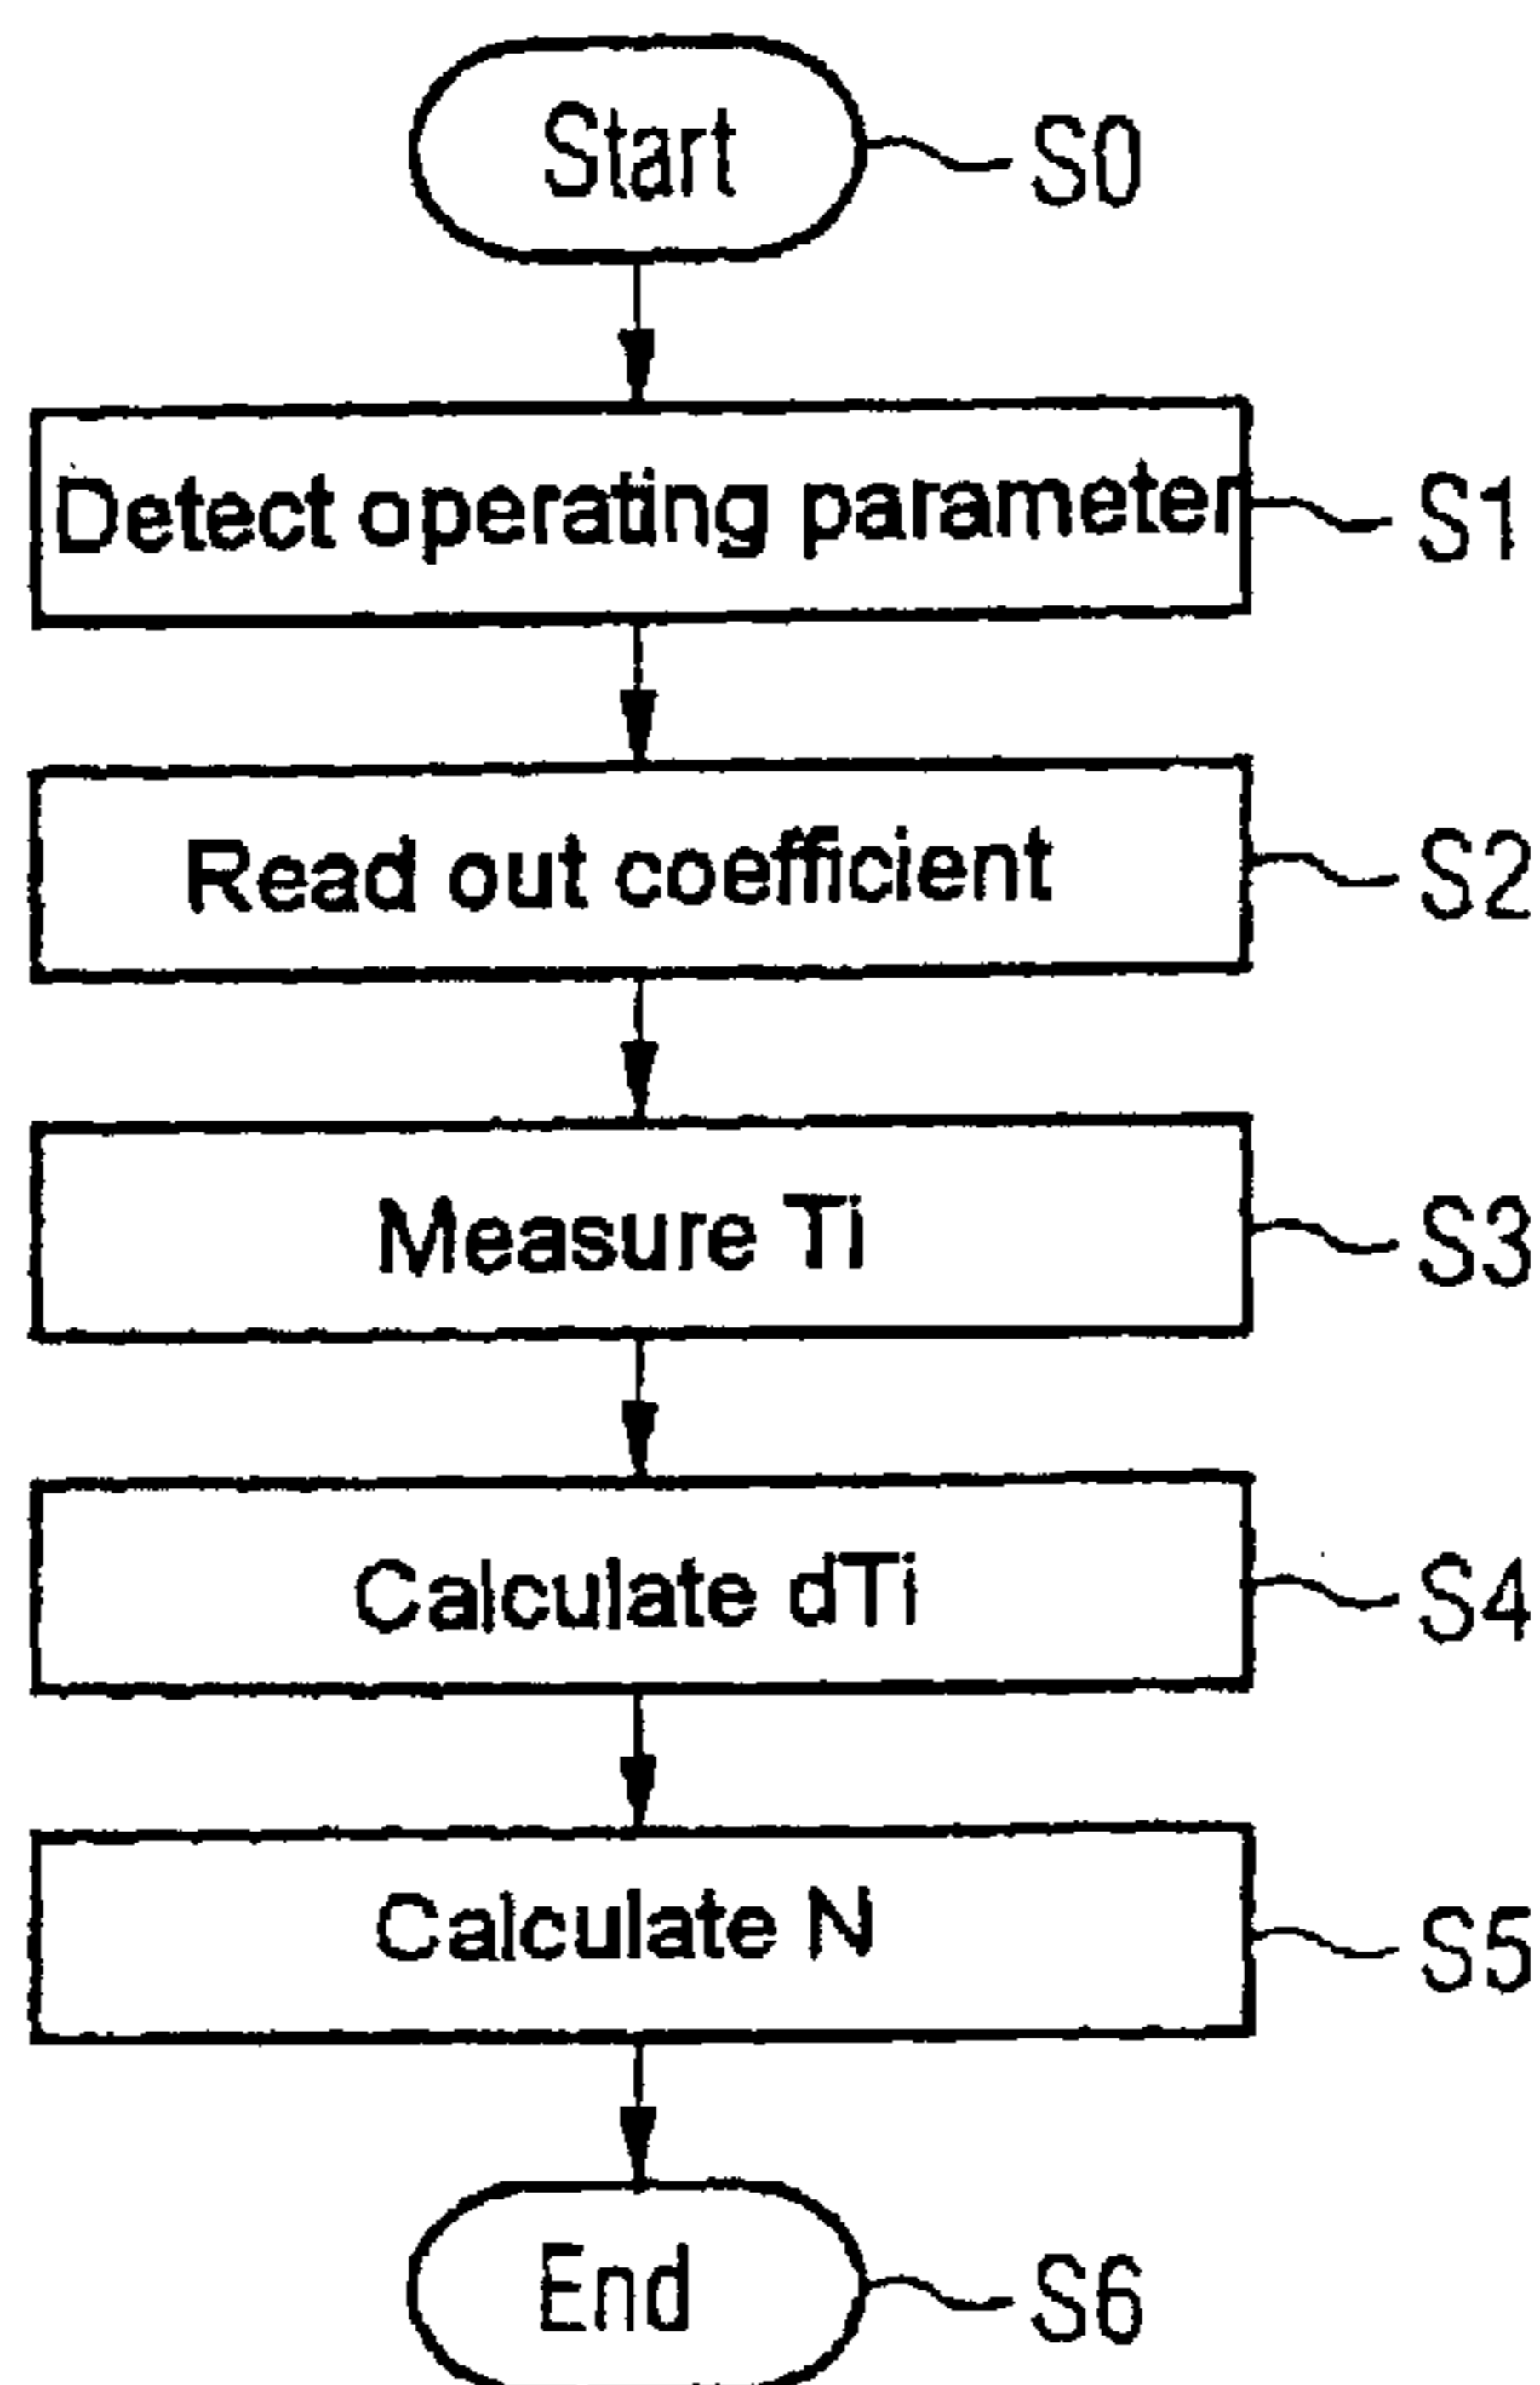 Start S0
Detect operating parameter S1
Read out coefficient S2
Measure Ti S3
Calculate dTi S4
Calculate N S5
End S6